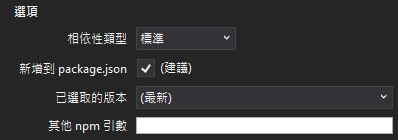 選項
相依性類型 標準
新增到 package.json (建議)
已選取的版本 (最新)
其他 npm 引數